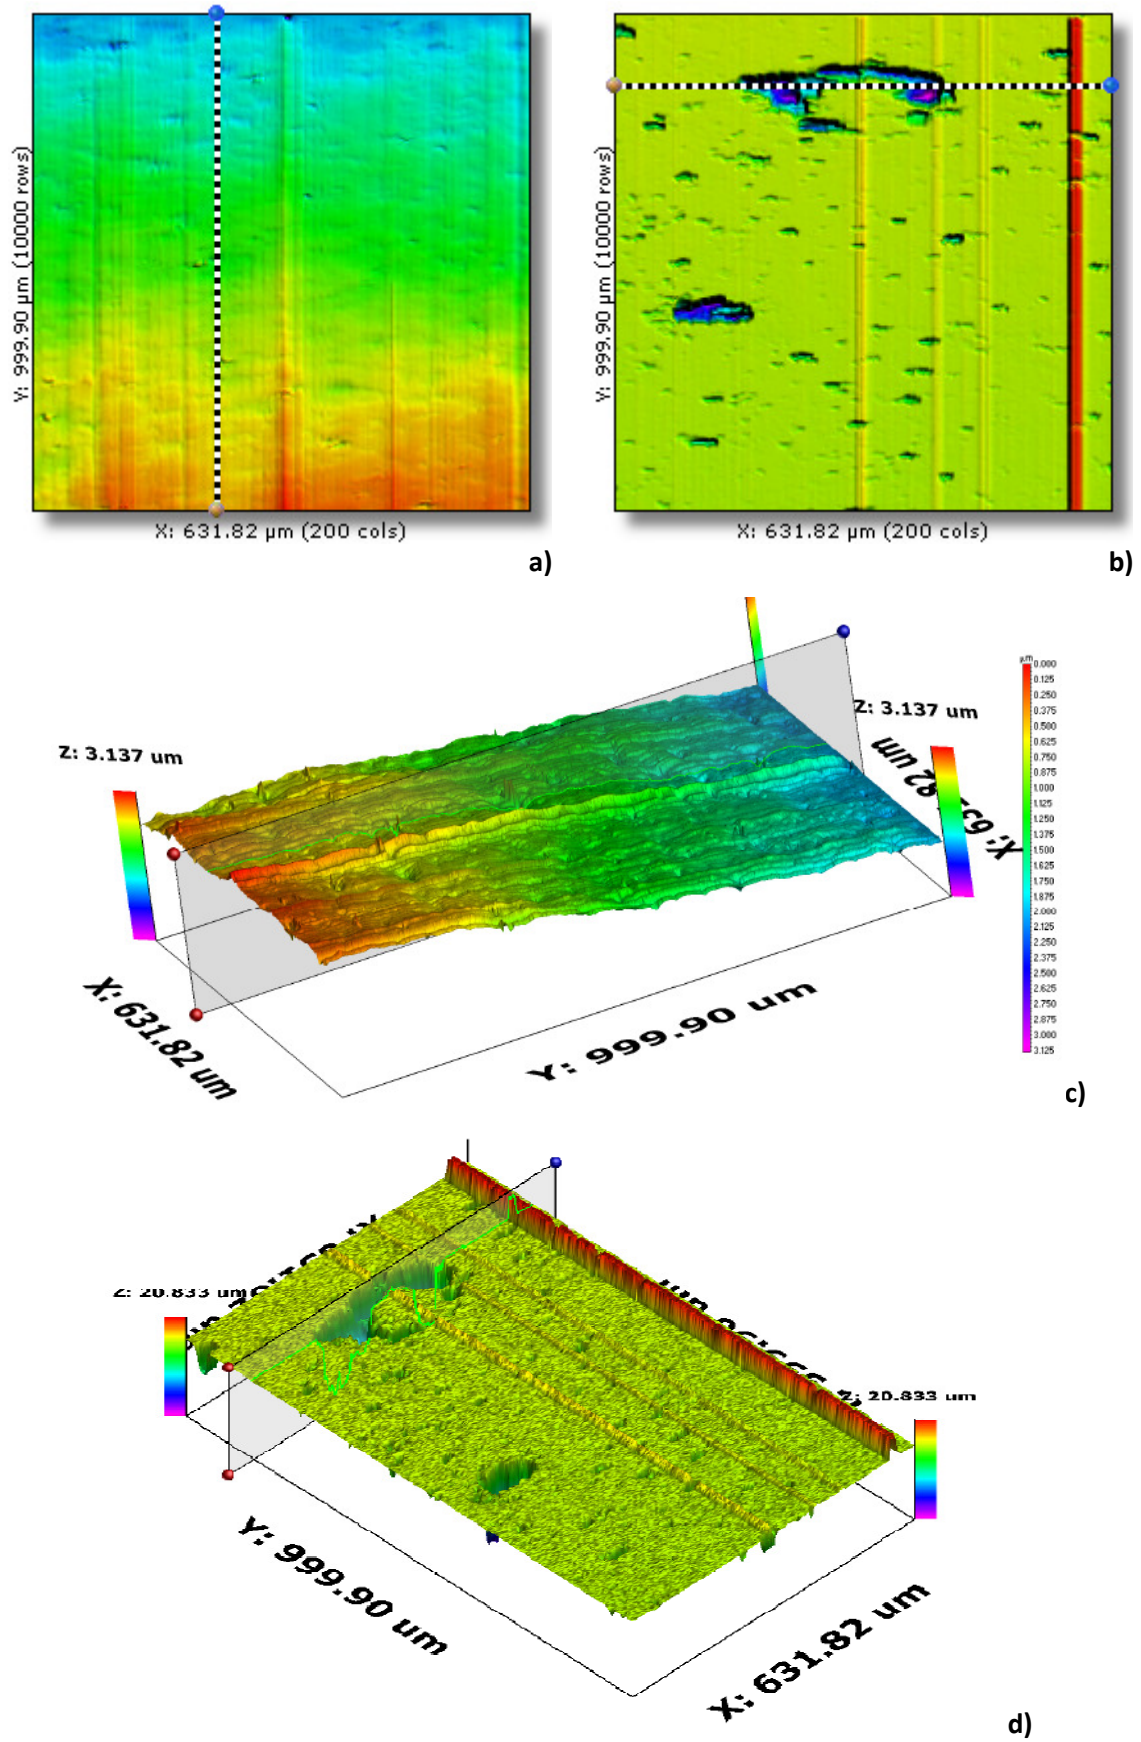 Y: 999.90 µm (10000 rows)
X: 631.82 µm (200 cols)
a)
Y: 999.90 µm (10000 rows)
X: 631.82 µm (200 cols)
b)
Z: 3.137 um
Z: 3.137 um
X: 631.82 um
Y: 999.90 um
µm
0.000
0.125
0.250
0.375
0.500
0.625
0.750
0.875
1.000
1.125
1.250
1.375
1.500
1.625
1.750
1.875
2.000
2.125
2.250
2.375
2.500
2.625
2.750
2.875
3.000
3.125
c)
Z: 20.833 um
Z: 20.833 um
Y: 999.90 um
X: 631.82 um
d)